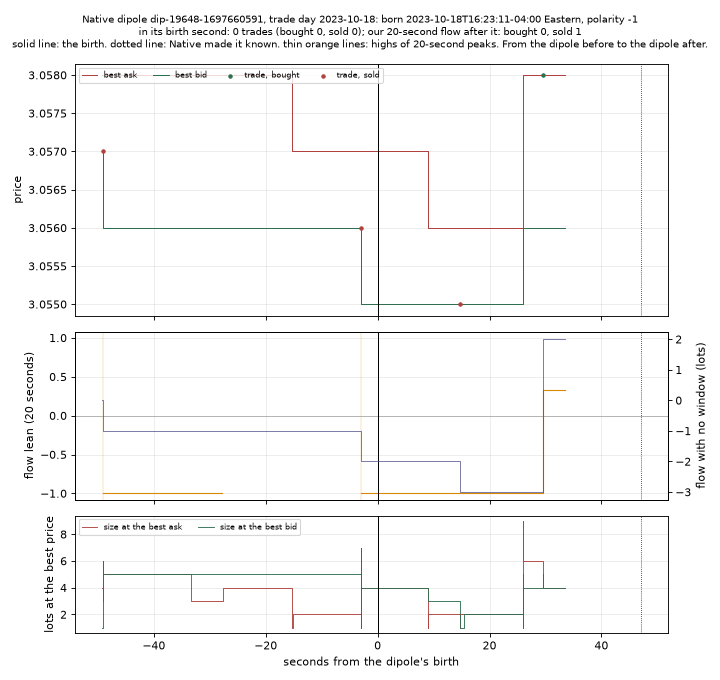 Native dipole dip-19648-1697660591, trade day 2023-10-18: born 2023-10-18T16:23:11-04:00 Eastern, polarity -1
in its birth second: 0 trades (bought 0, sold 0); our 20-second flow after it: bought 0, sold 1
solid line: the birth. dotted line: Native made it known. thin orange lines: highs of 20-second peaks. From the dipole before to the dipole after.
best ask
best bid
trade, bought
trade, sold
3.0580
3.0575
3.0570
3.0565
3.0560
3.0555
3.0550
price
1.0
0.5
0.0
−0.5
−1.0
flow lean (20 seconds)
2
1
0
−1
−2
−3
flow with no window (lots)
size at the best ask
size at the best bid
8
6
4
2
lots at the best price
−40
−20
0
20
40
seconds from the dipole's birth